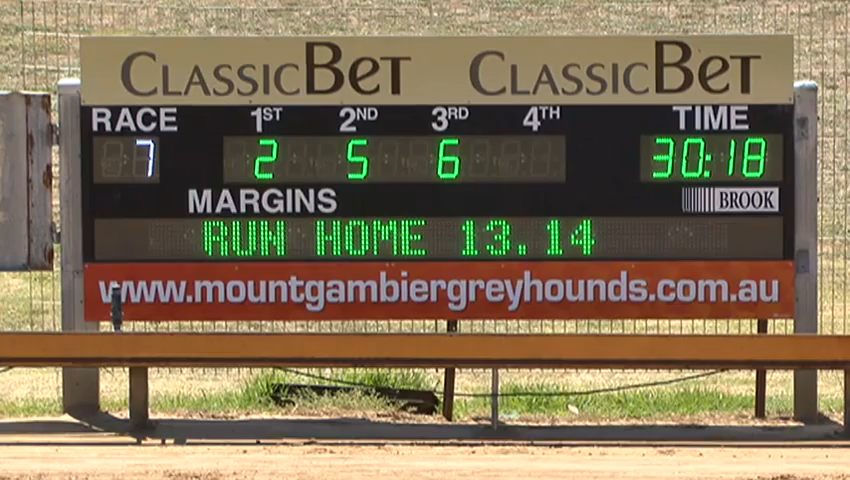 CLASSICBET CLASSICBET
RACE 1ST 2ND 3RD 4TH TIME
7 2 5 6 30:18
MARGINS BROOK
RUN HOME 13.14
www.mountgambiergreyhounds.com.au